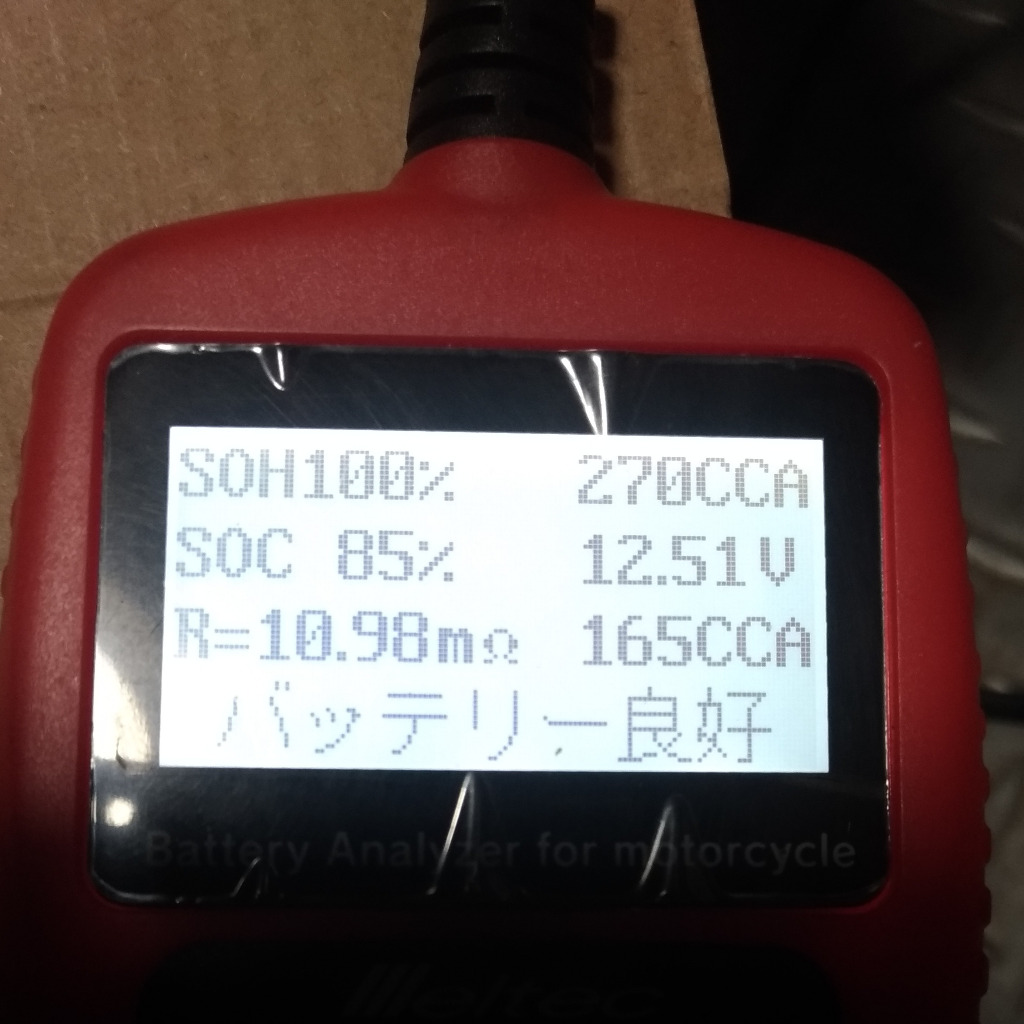 SOH100% 270CCA
SOC 85% 12.51V
R=10.98mΩ 165CCA
バッテリー良好
Battery Analyzer for motorcycle
Meltec